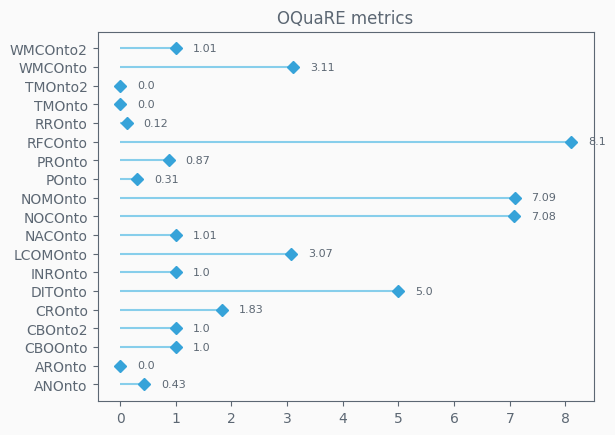 OQuaRE metrics
WMCOnto2 1.01
WMCOnto 3.11
TMOnto2 0.0
TMOnto 0.0
RROnto 0.12
RFCOnto 8.1
PROnto 0.87
POnto 0.31
NOMOnto 7.09
NOCOnto 7.08
NACOnto 1.01
LCOMOnto 3.07
INROnto 1.0
DITOnto 5.0
CROnto 1.83
CBOnto2 1.0
CBOOnto 1.0
AROnto 0.0
ANOnto 0.43
0 1 2 3 4 5 6 7 8